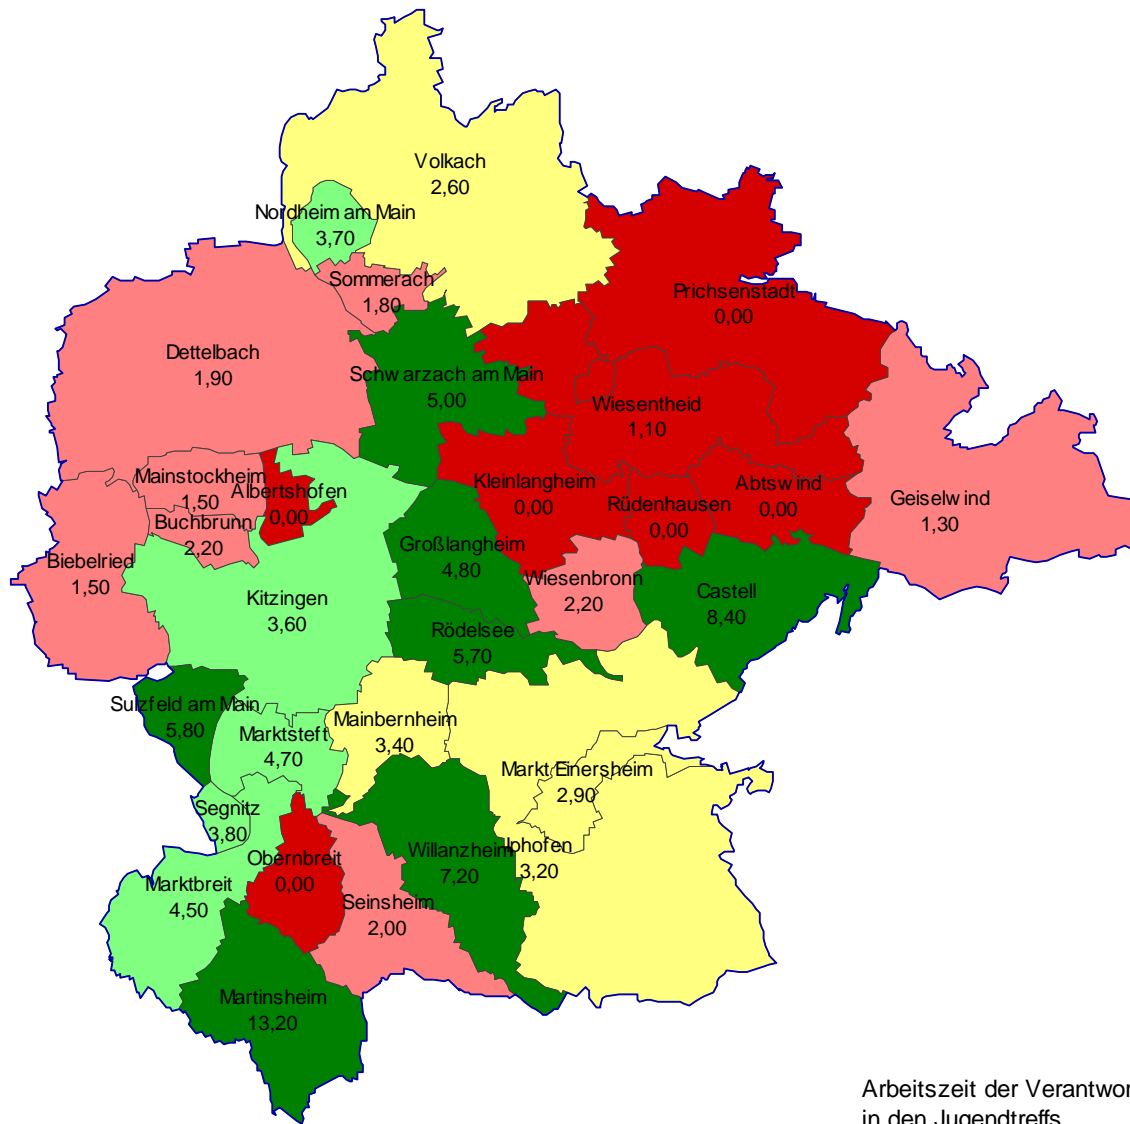 Volkach
2,60
Nordheim am Main
3,70
Sommerach
1,80
Prichsenstadt
0,00
Dettelbach
1,90
Schwarzach am Main
5,00
Wiesentheid
1,10
Mainstockheim
1,50
Albertshofen
0,00
Kleinlangheim
0,00
Rüdenhausen
0,00
Abtswind
0,00
Geiselwind
1,30
Buchbrunn
2,20
Biebelried
1,50
Großlangheim
4,80
Wiesenbronn
2,20
Castell
8,40
Kitzingen
3,60
Rödelsee
5,70
Sulzfeld am Main
5,80
Marktsteft
4,70
Mainbernheim
3,40
Markt Einersheim
2,90
Segnitz
3,80
Obernbreit
0,00
Willanzheim
7,20
Iphofen
3,20
Marktbreit
4,50
Seinsheim
2,00
Martinsheim
13,20
Arbeitszeit der
in den Jugendtreffs